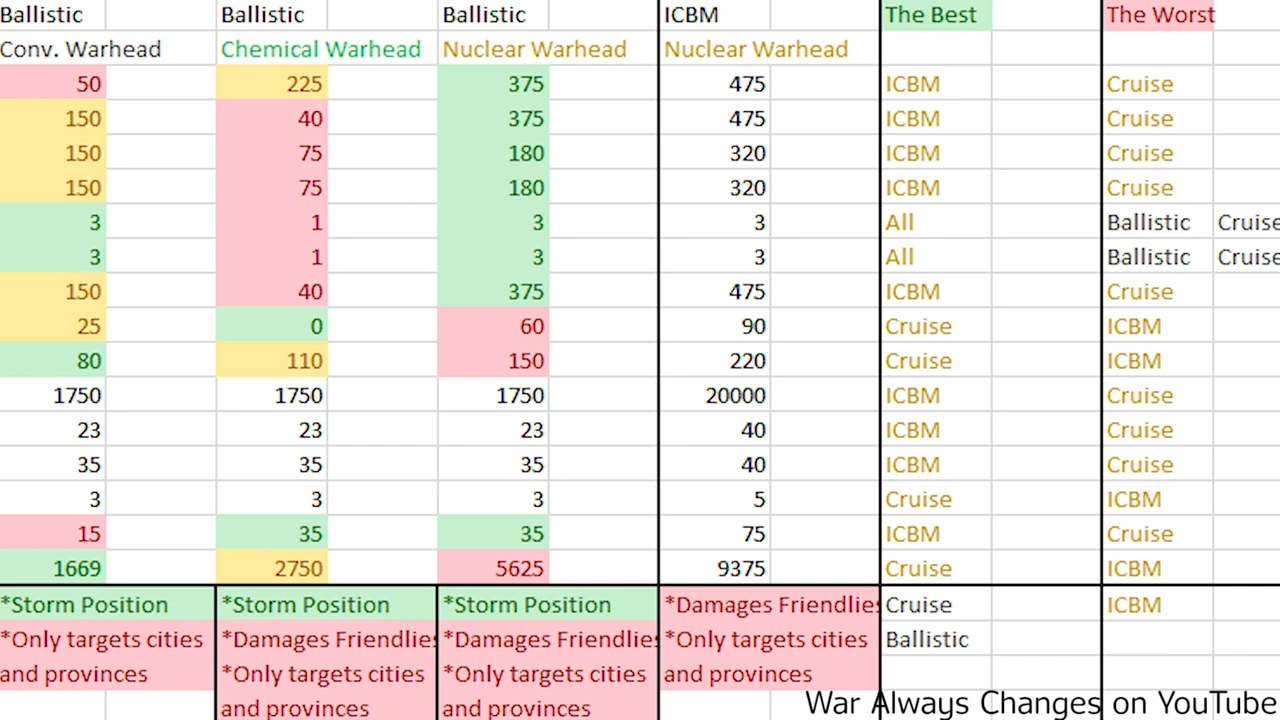 Ballistic Ballistic Ballistic ICBM The Best The Worst
Conv. Warhead Chemical Warhead Nuclear Warhead Nuclear Warhead
50 225 375 475 ICBM Cruise
150 40 375 475 ICBM Cruise
150 75 180 320 ICBM Cruise
150 75 180 320 ICBM Cruise
3 1 3 3 All Ballistic Cruise
3 1 3 3 All Ballistic Cruise
150 40 375 475 ICBM Cruise
25 0 60 90 Cruise ICBM
80 110 150 220 Cruise ICBM
1750 1750 1750 20000 ICBM Cruise
23 23 23 40 ICBM Cruise
35 35 35 40 ICBM Cruise
3 3 3 5 Cruise ICBM
15 35 35 75 ICBM Cruise
1669 2750 5625 9375 Cruise ICBM
*Storm Position *Storm Position *Storm Position *Damages Friendlies Cruise ICBM
*Only targets cities *Damages Friendlies *Damages Friendlies *Only targets cities Ballistic
and provinces *Only targets cities *Only targets cities and provinces
and provinces and provinces
War Always Changes on YouTube